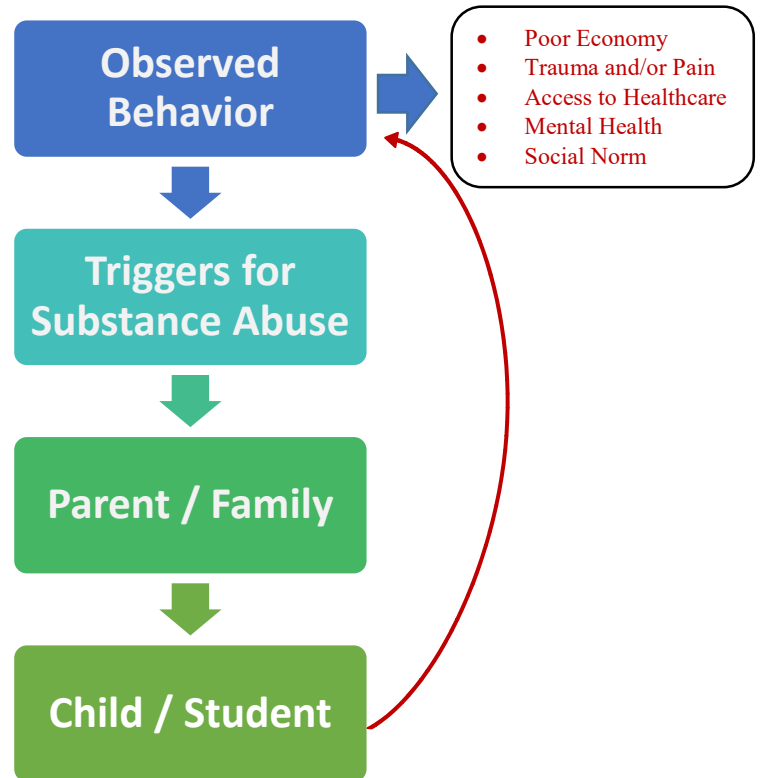 Observed
Behavior
• Poor Economy
• Trauma and/or Pain
• Access to Healthcare
• Mental Health
• Social Norm
Triggers for
Substance Abuse
Parent / Family
Child / Student